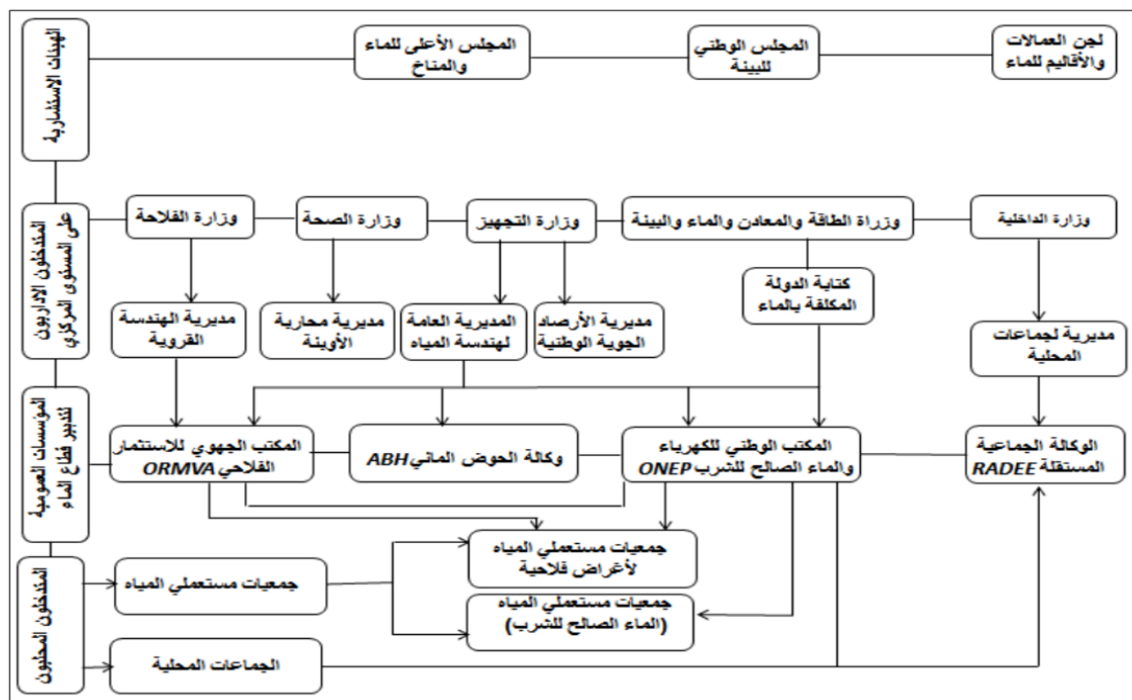 الهيئات الاستشارية
لجن العمالات
والأقاليم للماء
المجلس الوطني
للبيئة
المجلس الأعلى للماء
والمناخ
المتدخلون الاداريون
على المستوى المركزي
وزارة الداخلية
وزراة الطاقة والمعادن والماء والبيئة
وزارة التجهيز
وزارة الصحة
وزارة الفلاحة
كتابة الدولة
المكلفة بالماء
مديرية لجماعات
المحلية
مديرية الأرصاد
الجوية الوطنية
المديرية العامة
لهندسة المياه
مديرية محاربة
الأوبئة
مديرية الهندسة
القروية
المؤسسات العمومية
لتدبير قطاع الماء
الوكالة الجماعية
المستقلة RADEE
المكتب الوطني للكهرباء
والماء الصالح للشرب ONEP
وكالة الحوض المائي ABH
المكتب الجهوي للاستثمار
الفلاحي ORMVA
المتدخلون المحليون
جمعيات مستعملي المياه
لأغراض فلاحية
جمعيات مستعملي المياه
جمعيات مستعملي المياه
(الماء الصالح للشرب)
الجماعات المحلية